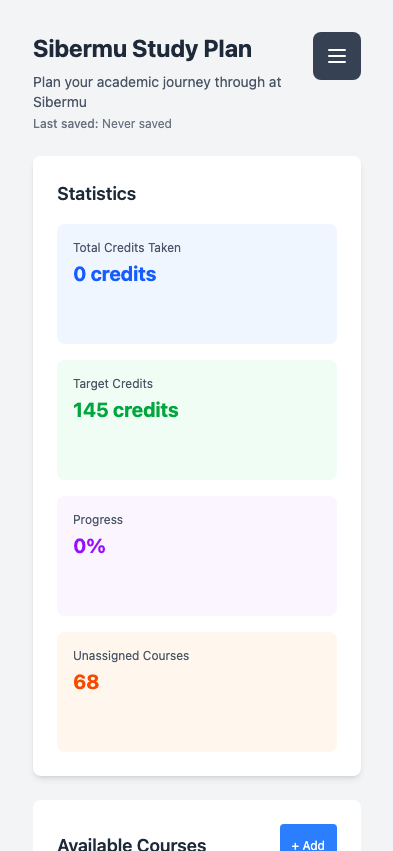 Sibermu Study Plan
Plan your academic journey through at
Sibermu
Last saved: Never saved
Statistics
Total Credits Taken
0 credits
Target Credits
145 credits
Progress
0%
Unassigned Courses
68
Available Courses
+ Add